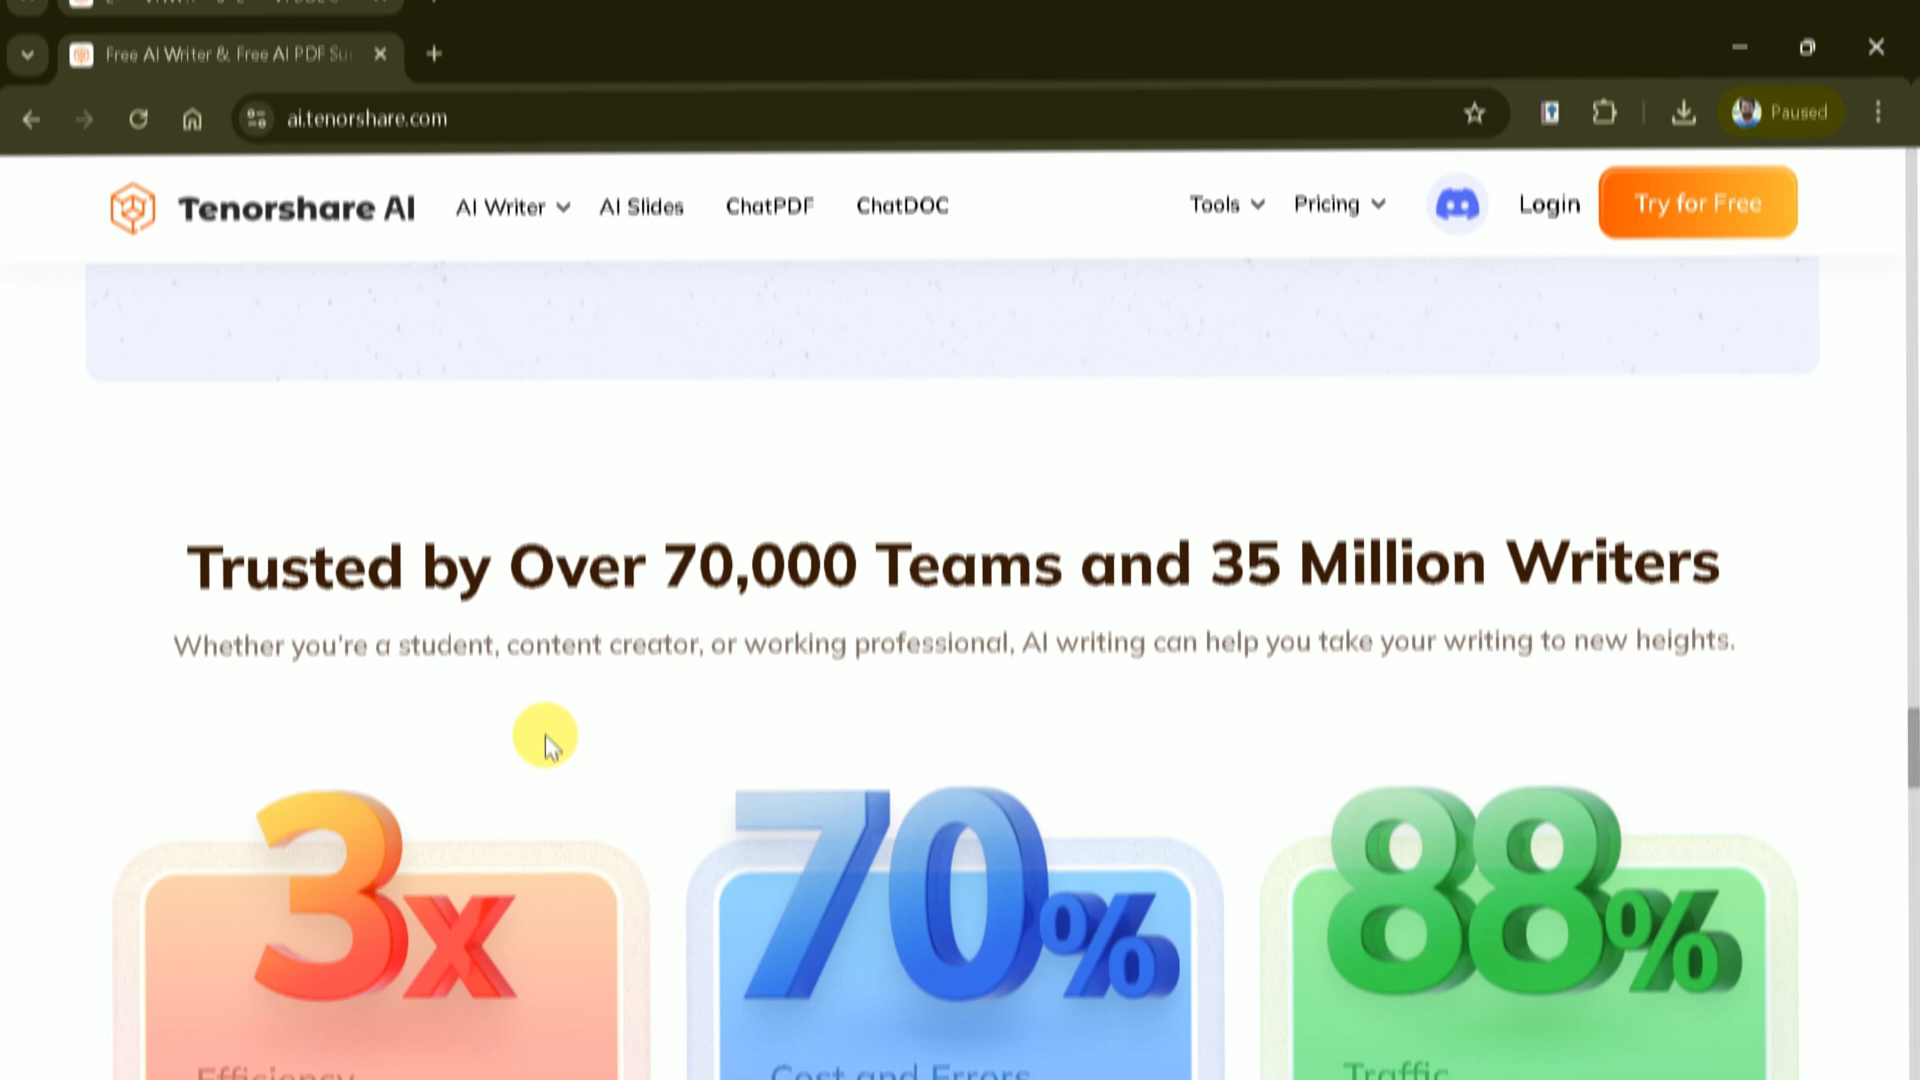 Free AI Writer & Free AI PDF Su
ai.tenorshare.com
Paused
Tenorshare AI
AI Writer
AI Slides
ChatPDF
ChatDOC
Tools
Pricing
Login
Try for Free
Trusted by Over 70,000 Teams and 35 Million Writers
Whether you're a student, content creator, or working professional, AI writing can help you take your writing to new heights.
3x
70%
88%
Efficiency
Cost and Errors
Traffic